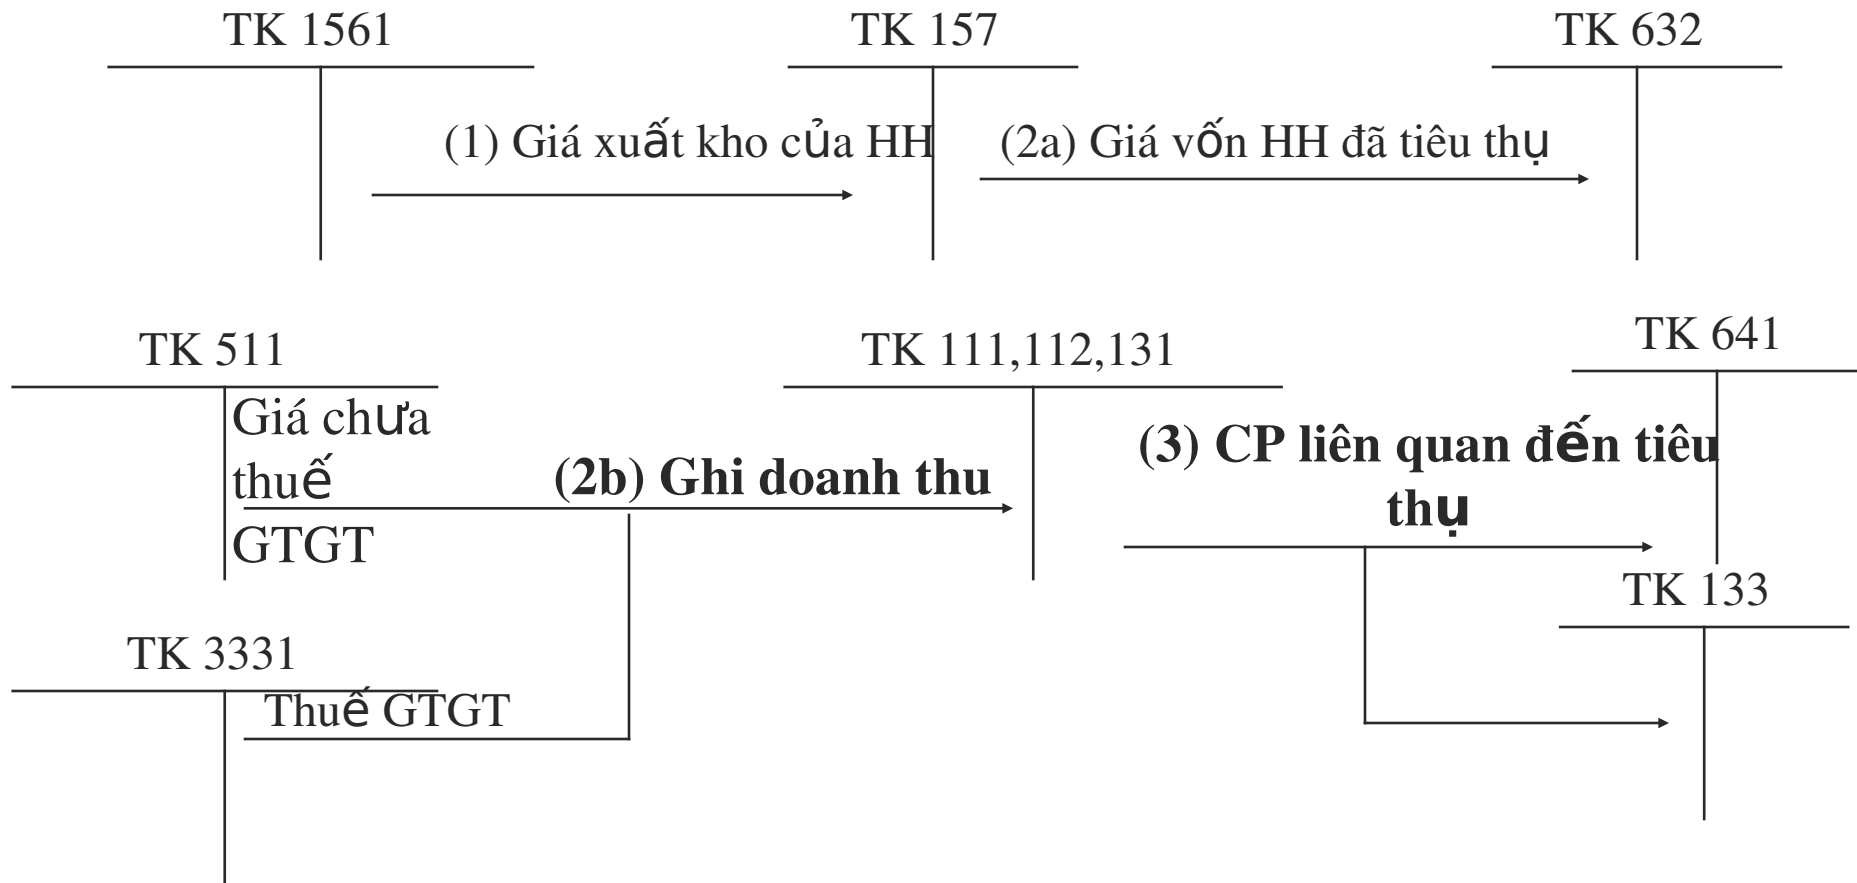 TK 1561
TK 157
TK 632
(1) Giá xuất kho của HH
(2a) Giá vốn HH đã tiêu thụ
TK 511
TK 111,112,131
TK 641
Giá chưa
thuế
GTGT
(2b) Ghi doanh thu
(3) CP liên quan đến tiêu
thụ
TK 133
TK 3331
Thuế GTGT